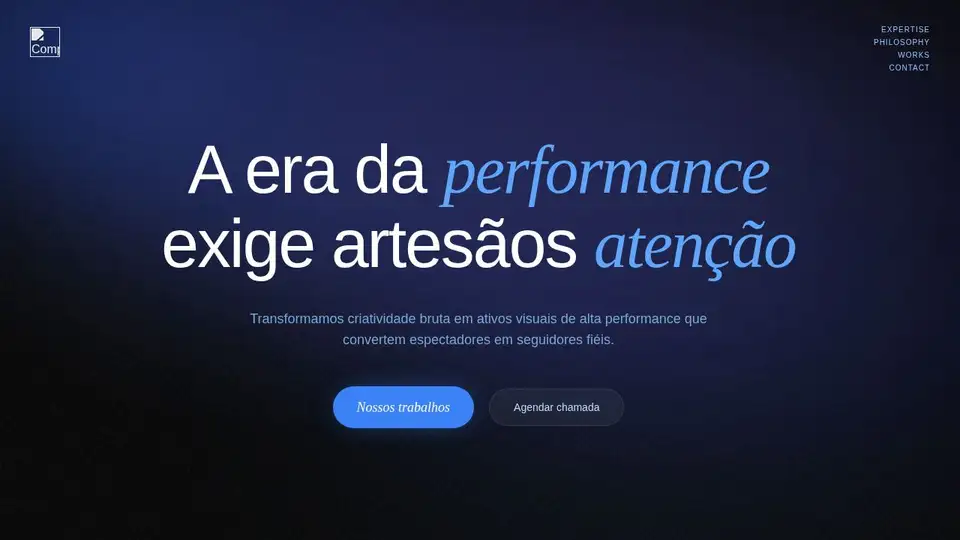 EXPERTISE
PHILOSOPHY
WORKS
CONTACT
A era da performance
exige artesãos atenção
Transformamos criatividade bruta em ativos visuais de alta performance que
convertem espectadores em seguidores fiéis.
Nossos trabalhos
Agendar chamada